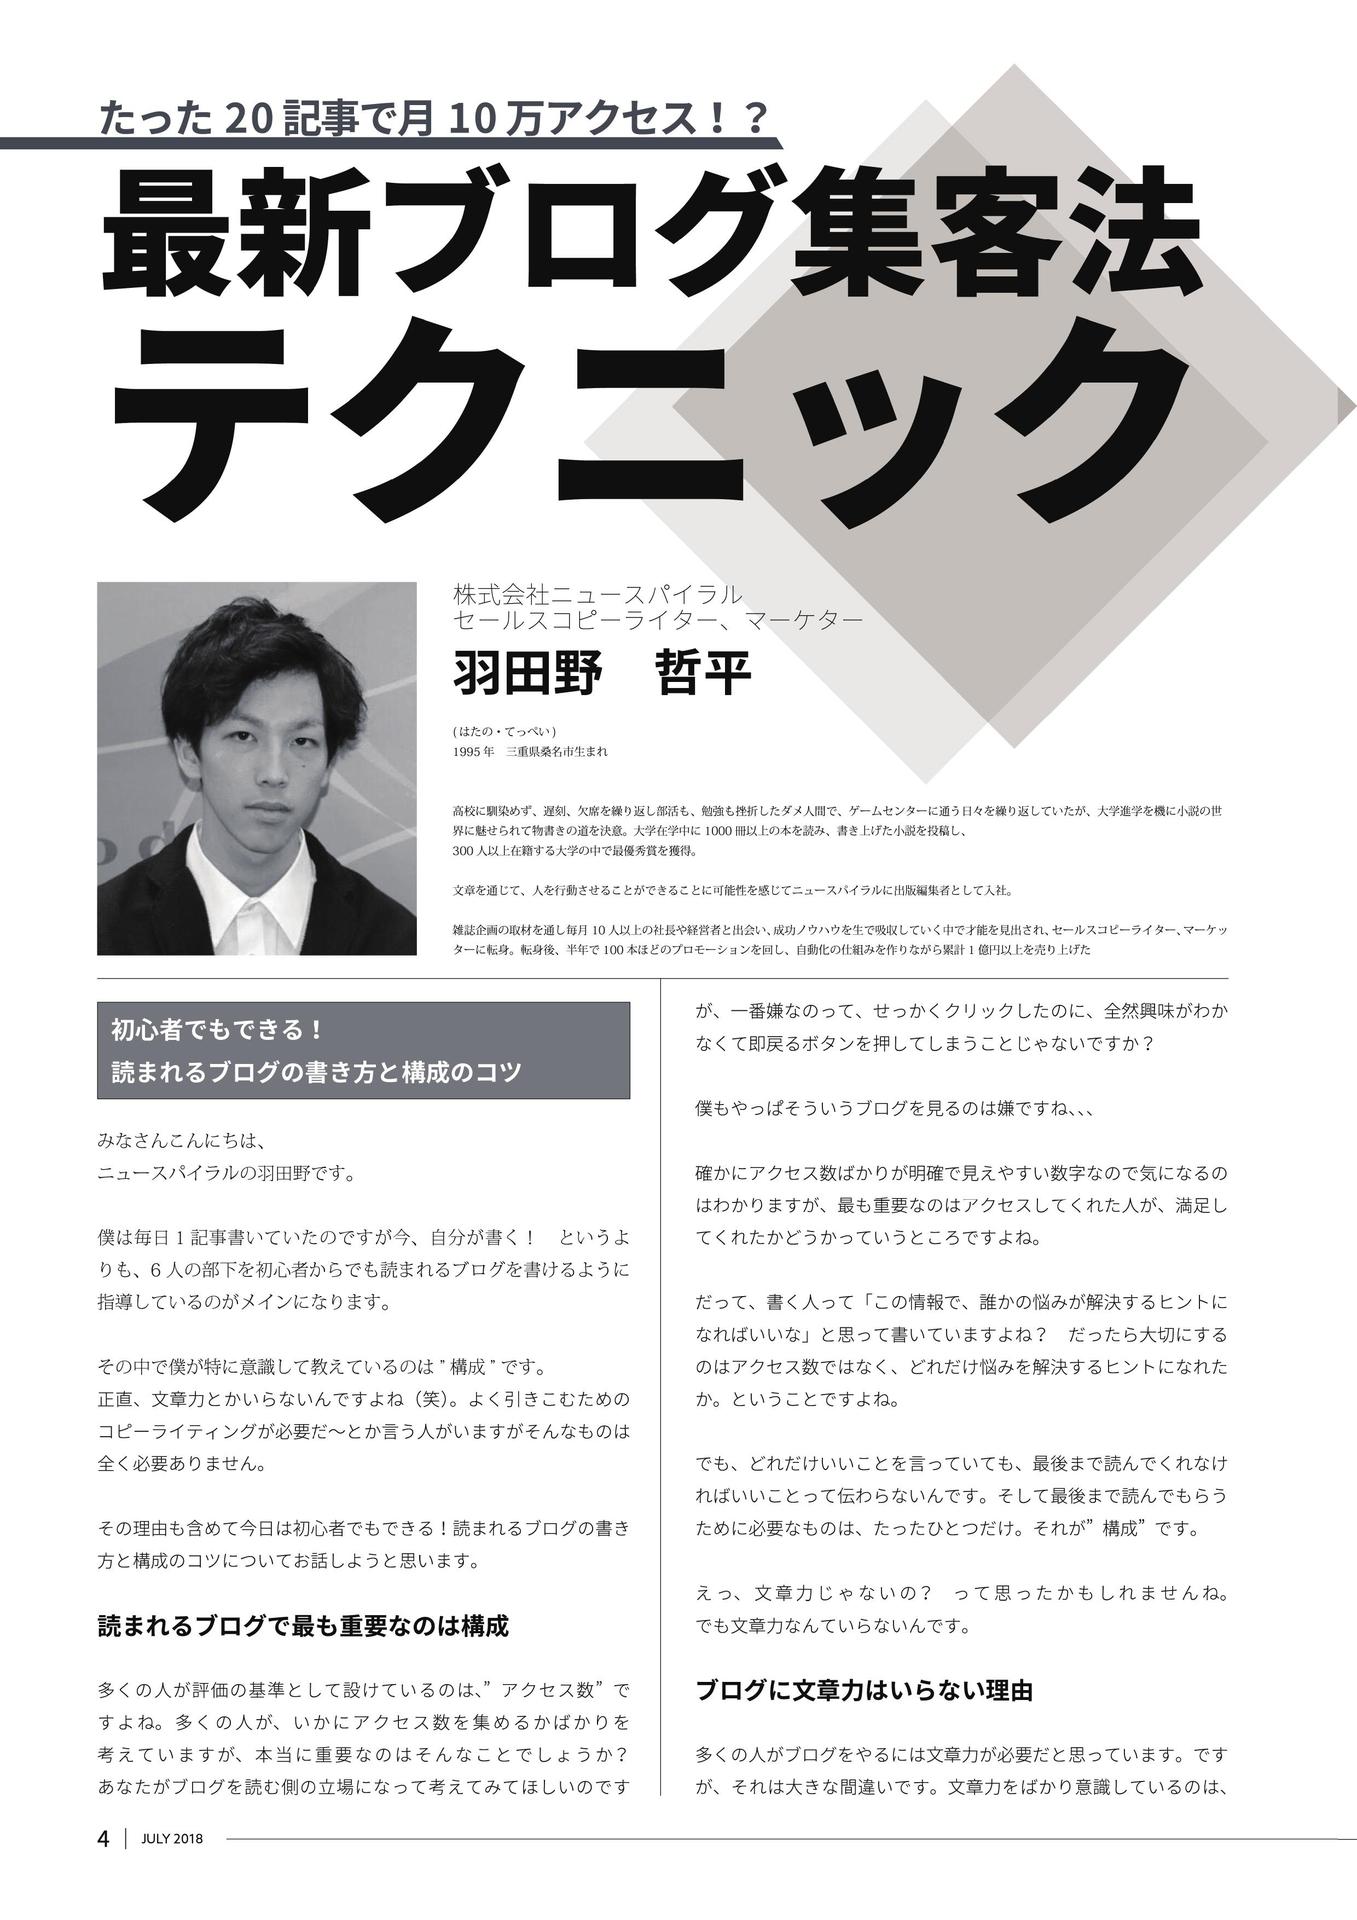 たった 20 記事で月 10 万アクセス！？
最新ブログ集客法
テクニック
株式会社ニュースパイラル
セールスコピーライター、マーケター
羽田野　哲平
(はたの・てっぺい)
1995 年　三重県桑名市生まれ
高校に馴染めず、遅刻、欠席を繰り返し部活も、勉強も挫折したダメ人間で、ゲームセンターに通う日々を繰り返していたが、大学進学を機に小説の世
界に魅せられて物書きの道を決意。大学在学中に 1000 冊以上の本を読み、書き上げた小説を投稿し、
300 人以上在籍する大学の中で最優秀賞を獲得。
文章を通じて、人を行動させることができることに可能性を感じてニュースパイラルに出版編集者として入社。
雑誌企画の取材を通し毎月 10 人以上の社長や経営者と出会い、成功ノウハウを生で吸収していく中で才能を見出され、セールスコピーライター、マーケッ
ターに転身。転身後、半年で 100 本ほどのプロモーションを回し、自動化の仕組みを作りながら累計 1 億円以上を売り上げた
初心者でもできる！
読まれるブログの書き方と構成のコツ
みなさんこんにちは、
ニュースパイラルの羽田野です。
僕は毎日 1 記事書いていたのですが今、自分が書く！　というよ
りも、6 人の部下を初心者からでも読まれるブログを書けるように
指導しているのがメインになります。
その中で僕が特に意識して教えているのは ” 構成 ” です。
正直、文章力とかいらないんですよね（笑）。よく引きこむための
コピーライティングが必要だ〜とか言う人がいますがそんなものは
全く必要ありません。
その理由も含めて今日は初心者でもできる！読まれるブログの書き
方と構成のコツについてお話しようと思います。
読まれるブログで最も重要なのは構成
多くの人が評価の基準として設けているのは、”アクセス数”で
すよね。多くの人が、いかにアクセス数を集めるかばかりを
考えていますが、本当に重要なのはそんなことでしょうか？
あなたがブログを読む側の立場になって考えてみてほしいのです
が、一番嫌なのって、せっかくクリックしたのに、全然興味がわか
なくて即戻るボタンを押してしまうことじゃないですか？
僕もやっぱそういうブログを見るのは嫌ですね、、、
確かにアクセス数ばかりが明確で見えやすい数字なので気になるの
はわかりますが、最も重要なのはアクセスしてくれた人が、満足し
てくれたかどうかっていうところですよね。
だって、書く人って「この情報で、誰かの悩みが解決するヒントに
なればいいな」と思って書いていますよね？　だったら大切にする
のはアクセス数ではなく、どれだけ悩みを解決するヒントになれた
か。ということですよね。
でも、どれだけいいことを言っていても、最後まで読んでくれなけ
ればいいことって伝わらないんです。そして最後まで読んでもらう
ために必要なものは、たったひとつだけ。それが”構成”です。
えっ、文章力じゃないの？　って思ったかもしれませんね。
でも文章力なんていらないんです。
ブログに文章力はいらない理由
多くの人がブログをやるには文章力が必要だと思っています。です
が、それは大きな間違いです。文章力をばかり意識しているのは、
4 JULY 2018